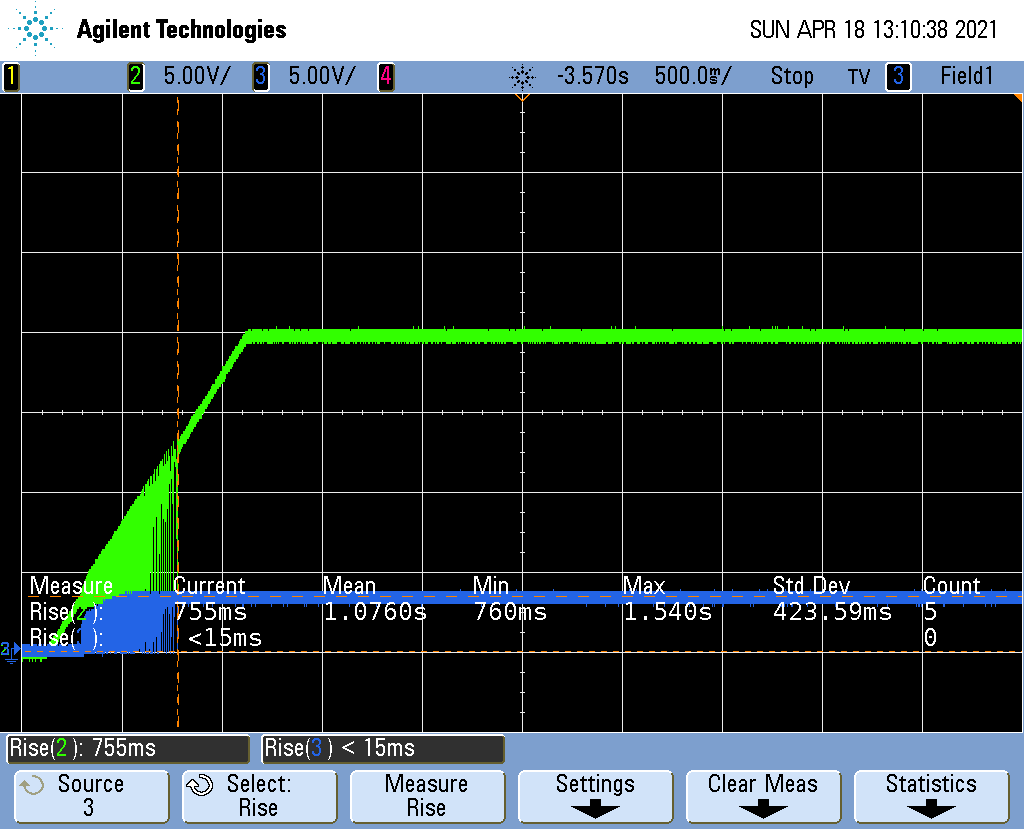 Agilent Technologies SUN APR 18 13:10:38 2021
1 2 5.00V/ 3 5.00V/ 4 -3.570s 500.0m/ Stop TV 3 Field1
Measure Current Mean Min Max Std Dev Count
Rise(2): 755ms 1.0760s 760ms 1.540s 423.59ms 5
Rise(3): <15ms 0
2
Rise(2): 755ms Rise(3) < 15ms
Source Select: Measure Settings Clear Meas Statistics
3 Rise Rise